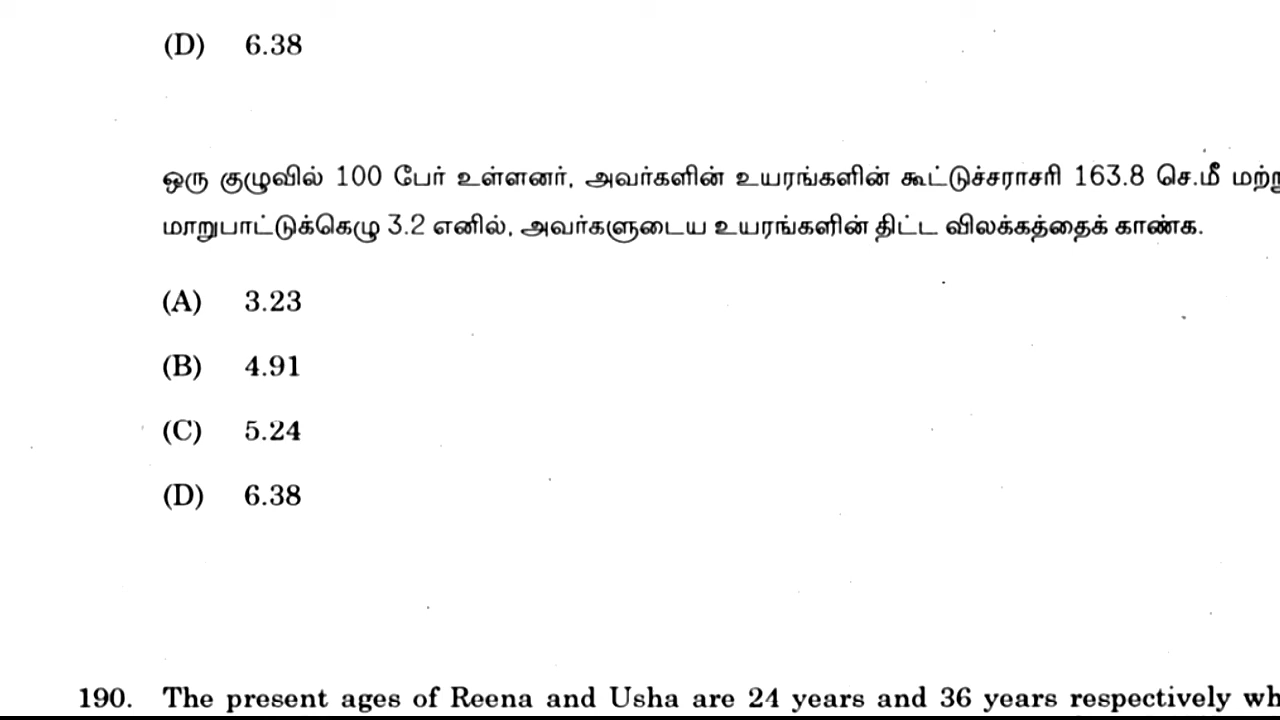 (D) 6.38
ஒரு குழுவில் 100 பேர் உள்ளனர், அவர்களின் உயரங்களின் கூட்டுச்சராசரி 163.8 செ.மீ
மாறுபாட்டுக்கெழு 3.2 எனில், அவர்களுடைய உயரங்களின் திட்ட விலக்கத்தைக் காண்க.
(A) 3.23
(B) 4.91
(C) 5.24
(D) 6.38
190. The present ages of Reena and Usha are 24 years and 36 years respectively